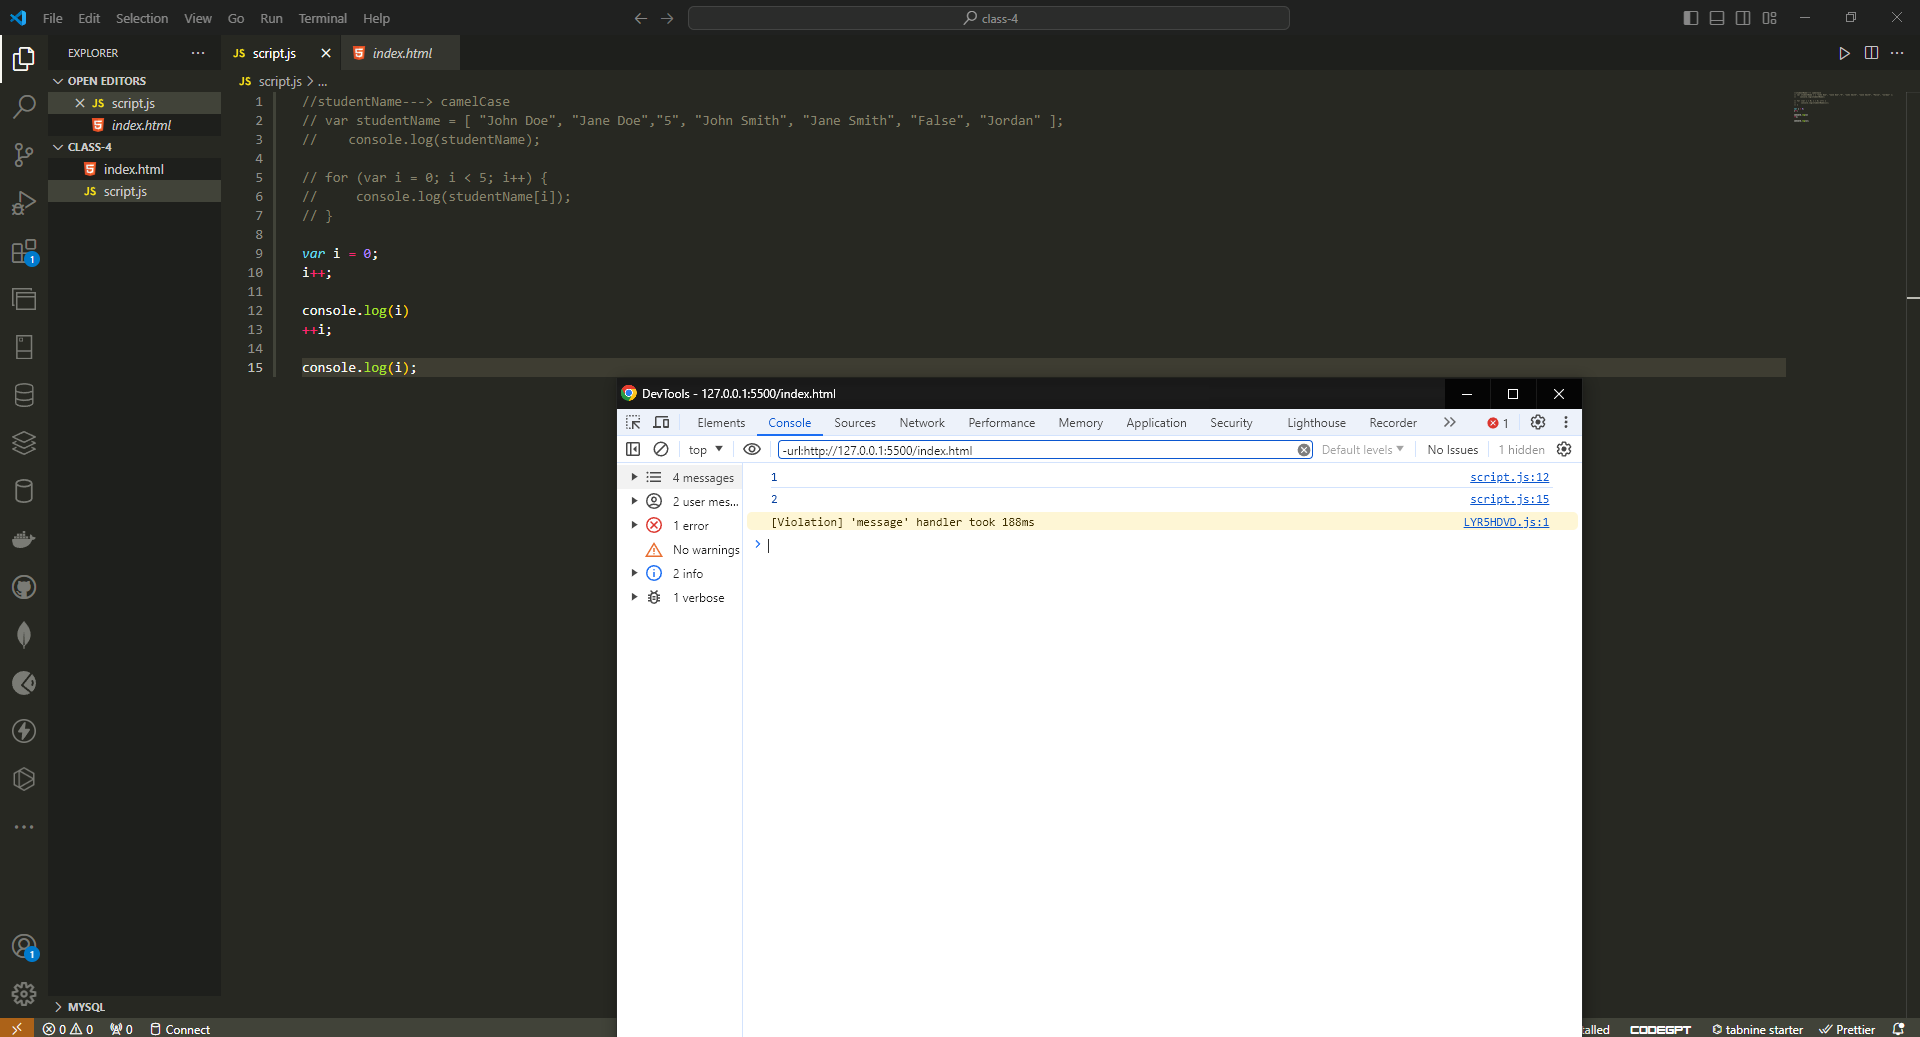 File Edit Selection View Go Run Terminal Help
class-4
EXPLORER
OPEN EDITORS
JS script.js
index.html
CLASS-4
index.html
JS script.js
MYSQL
JS script.js
index.html
JS script.js > ...
1 //studentName---> camelCase
2 // var studentName = [ "John Doe", "Jane Doe","5", "John Smith", "Jane Smith", "False", "Jordan" ];
3 //    console.log(studentName);
4
5 // for (var i = 0; i < 5; i++) {
6 //     console.log(studentName[i]);
7 // }
8
9 var i = 0;
10 i++;
11
12 console.log(i)
13 ++i;
14
15 console.log(i);
DevTools - 127.0.0.1:5500/index.html
Elements Console Sources Network Performance Memory Application Security Lighthouse Recorder 1
top -url:http://127.0.0.1:5500/index.html Default levels No Issues 1 hidden
4 messages
2 user mes...
1 error
No warnings
2 info
1 verbose
1 script.js:12
2 script.js:15
[Violation] 'message' handler took 188ms LYR5HDVD.js:1
>
1
1
0 0 0 Connect
alled CODEGPT tabnine starter Prettier